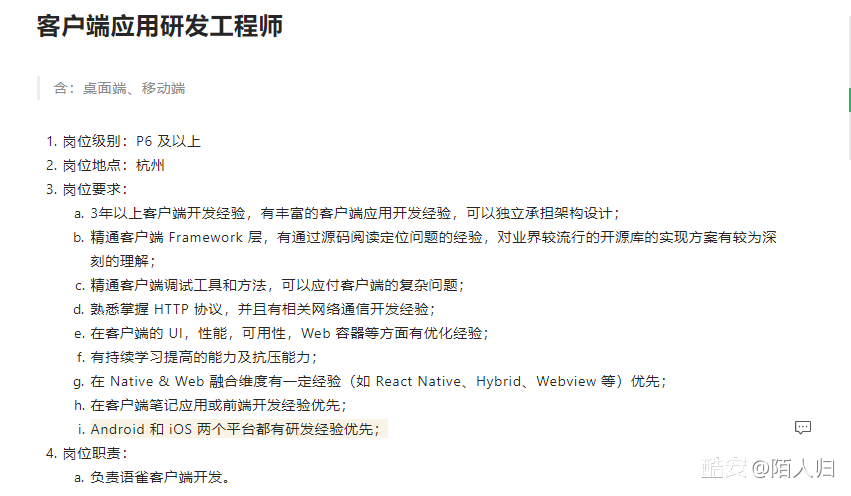 客户端应用研发工程师
含：桌面端、移动端
1. 岗位级别：P6 及以上
2. 岗位地点：杭州
3. 岗位要求：
a. 3年以上客户端开发经验，有丰富的客户端应用开发经验，可以独立承担架构设计；
b. 精通客户端 Framework 层，有通过源码阅读定位问题的经验，对业界较流行的开源库的实现方案有较为深
刻的理解；
c. 精通客户端调试工具和方法，可以应付客户端的复杂问题；
d. 熟悉掌握 HTTP 协议，并且有相关网络通信开发经验；
e. 在客户端的 UI，性能，可用性，Web 容器等方面有优化经验；
f. 有持续学习提高的能力及抗压能力；
g. 在 Native & Web 融合维度有一定经验（如 React Native、Hybrid、Webview 等）优先；
h. 在客户端笔记应用或前端开发经验优先；
i. Android 和 iOS 两个平台都有研发经验优先；
4. 岗位职责：
a. 负责语雀客户端开发。
酷安 @陌人归